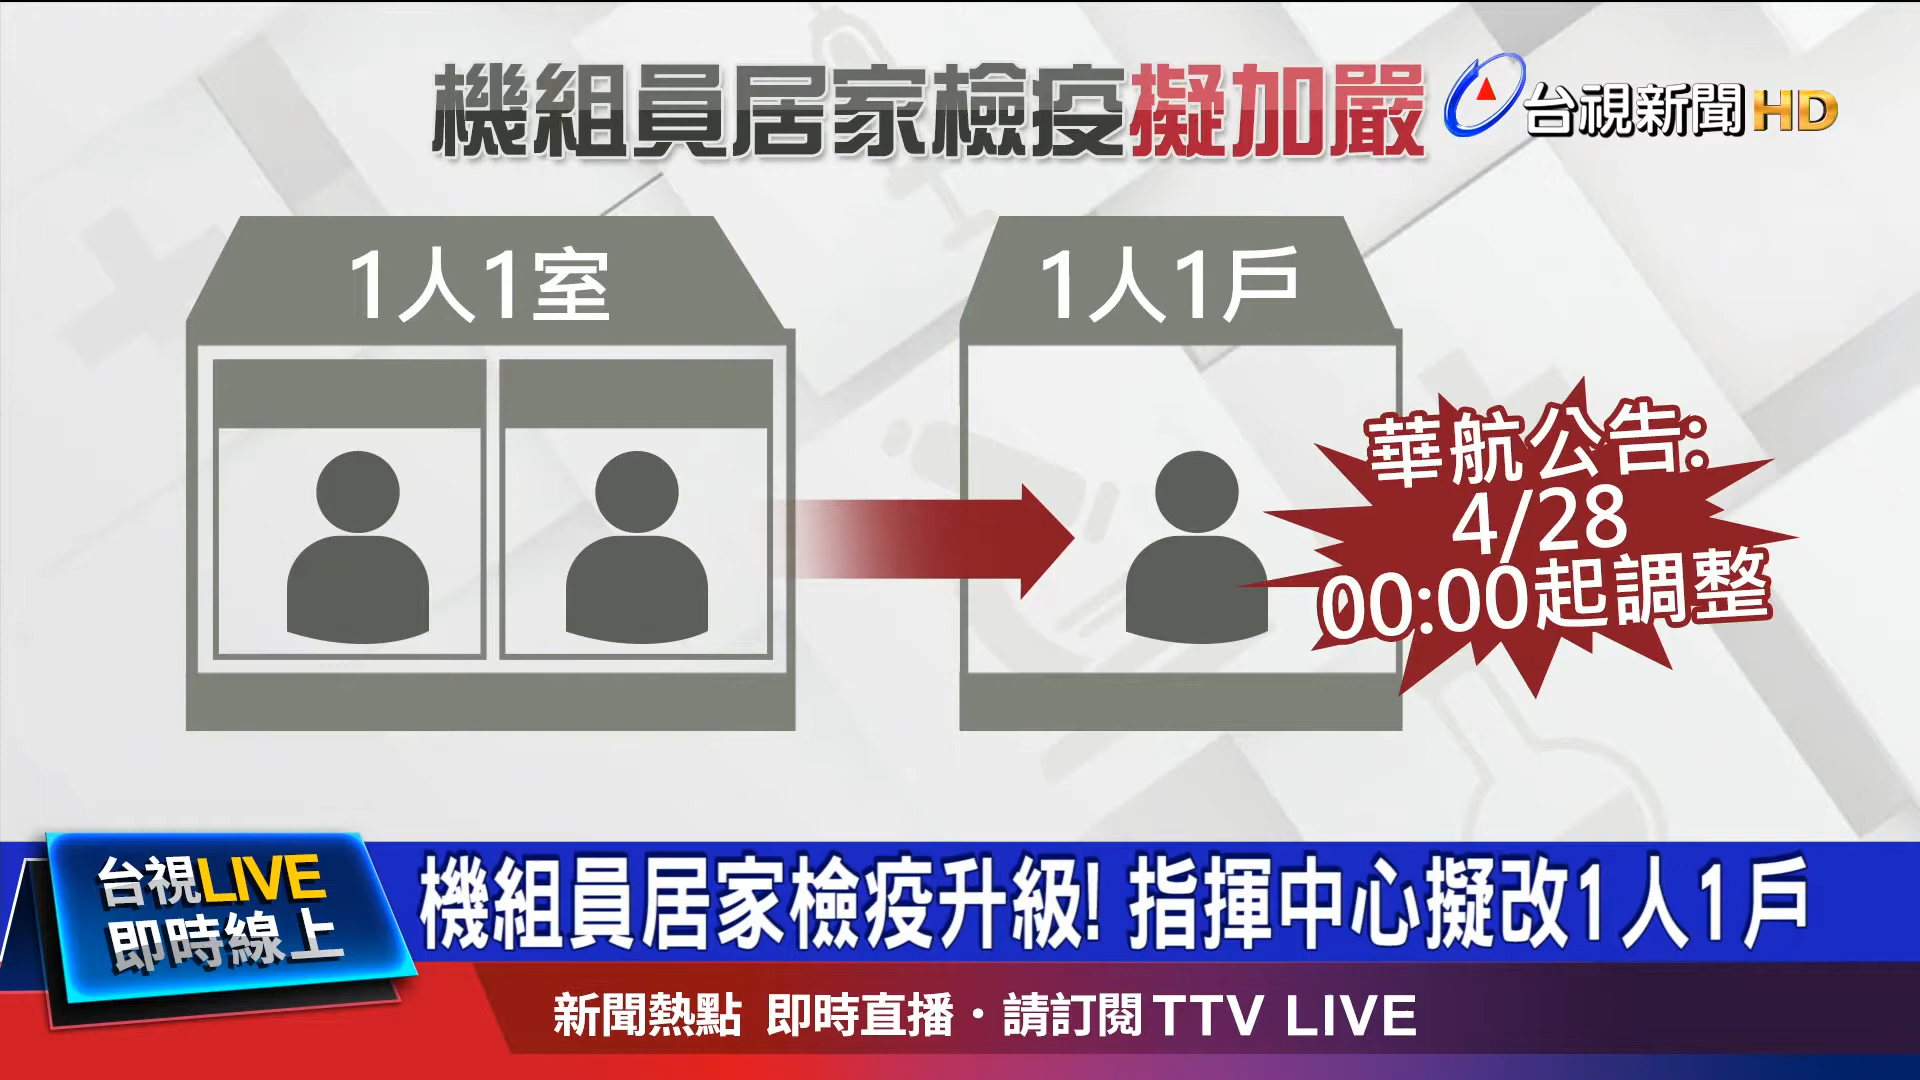 機組員居家檢疫擬加嚴
台視新聞HD
1人1室
1人1戶
華航公告:
4/28
00:00起調整
台視LIVE
即時線上
機組員居家檢疫升級! 指揮中心擬改1人1戶
新聞熱點 即時直播・請訂閱TTV LIVE